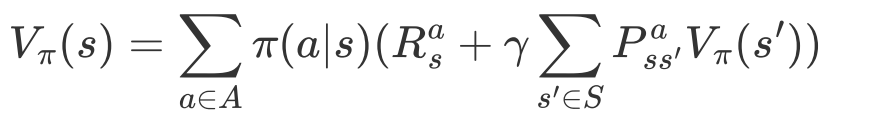 V_π(s) = ∑_{a∈A} π(a|s)(R_s^a + γ ∑_{s'∈S} P_{ss'}^a V_π(s'))